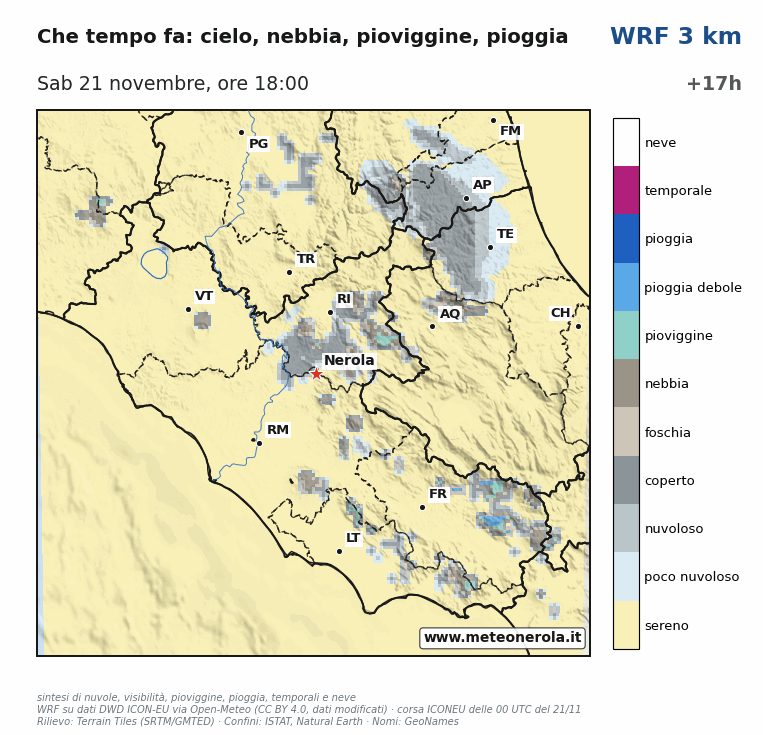 Che tempo fa: cielo, nebbia, pioviggine, pioggia
WRF 3 km
Sab 21 novembre, ore 18:00
+17h
FM
PG
AP
TE
TR
RI
VT
AQ
CH
Nerola
RM
FR
LT
www.meteonerola.it
neve
temporale
pioggia
pioggia debole
pioviggine
nebbia
foschia
coperto
nuvoloso
poco nuvoloso
sereno
sintesi di nuvole, visibilità, pioviggine, pioggia, temporali e neve
WRF su dati DWD ICON-EU via Open-Meteo (CC BY 4.0, dati modificati) · corsa ICONEU delle 00 UTC del 21/11
Rilievo: Terrain Tiles (SRTM/GMTED) · Confini: ISTAT, Natural Earth · Nomi: GeoNames